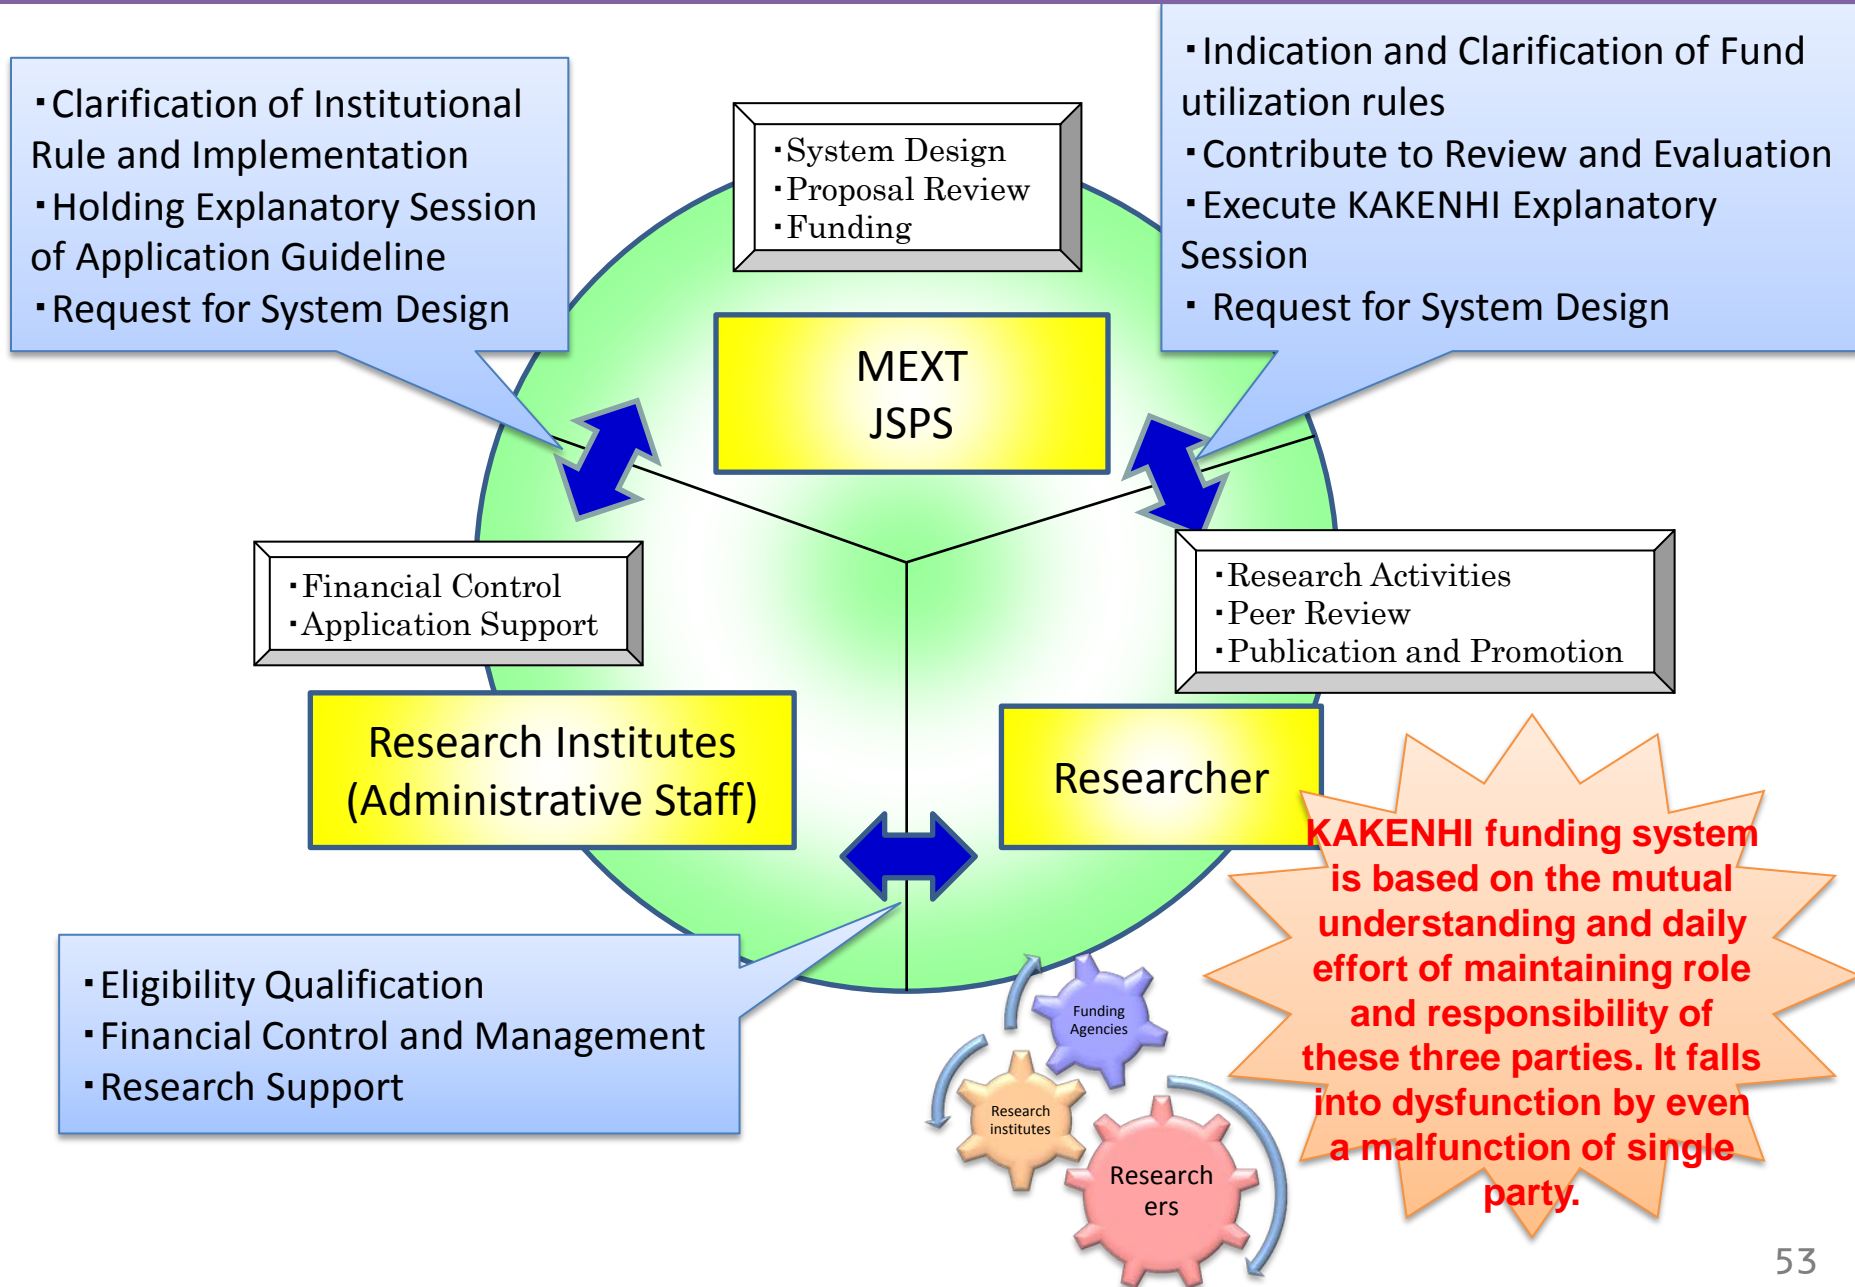 ・Clarification of Institutional
Rule and Implementation
・Holding Explanatory Session
of Application Guideline
・Request for System Design
・System Design
・Proposal Review
・Funding
・Indication and Clarification of Fund
utilization rules
・Contribute to Review and Evaluation
・Execute KAKENHI Explanatory
Session
・ Request for System Design
MEXT
JSPS
・Financial Control
・Application Support
・Research Activities
・Peer Review
・Publication and Promotion
Research Institutes
(Administrative Staff)
Researcher
・Eligibility Qualification
・Financial Control and Management
・Research Support
Funding
Agencies
Research
institutes
Research
ers
KAKENHI funding system
is based on the mutual
understanding and daily
effort of maintaining role
and responsibility of
these three parties. It falls
into dysfunction by even
a malfunction of single
party.
53